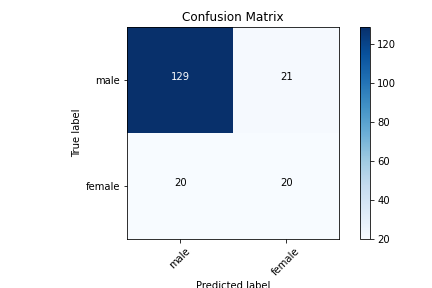 Confusion Matrix
True label
male
129
21
female
20
20
male
female
Predicted label
120
100
80
60
40
20